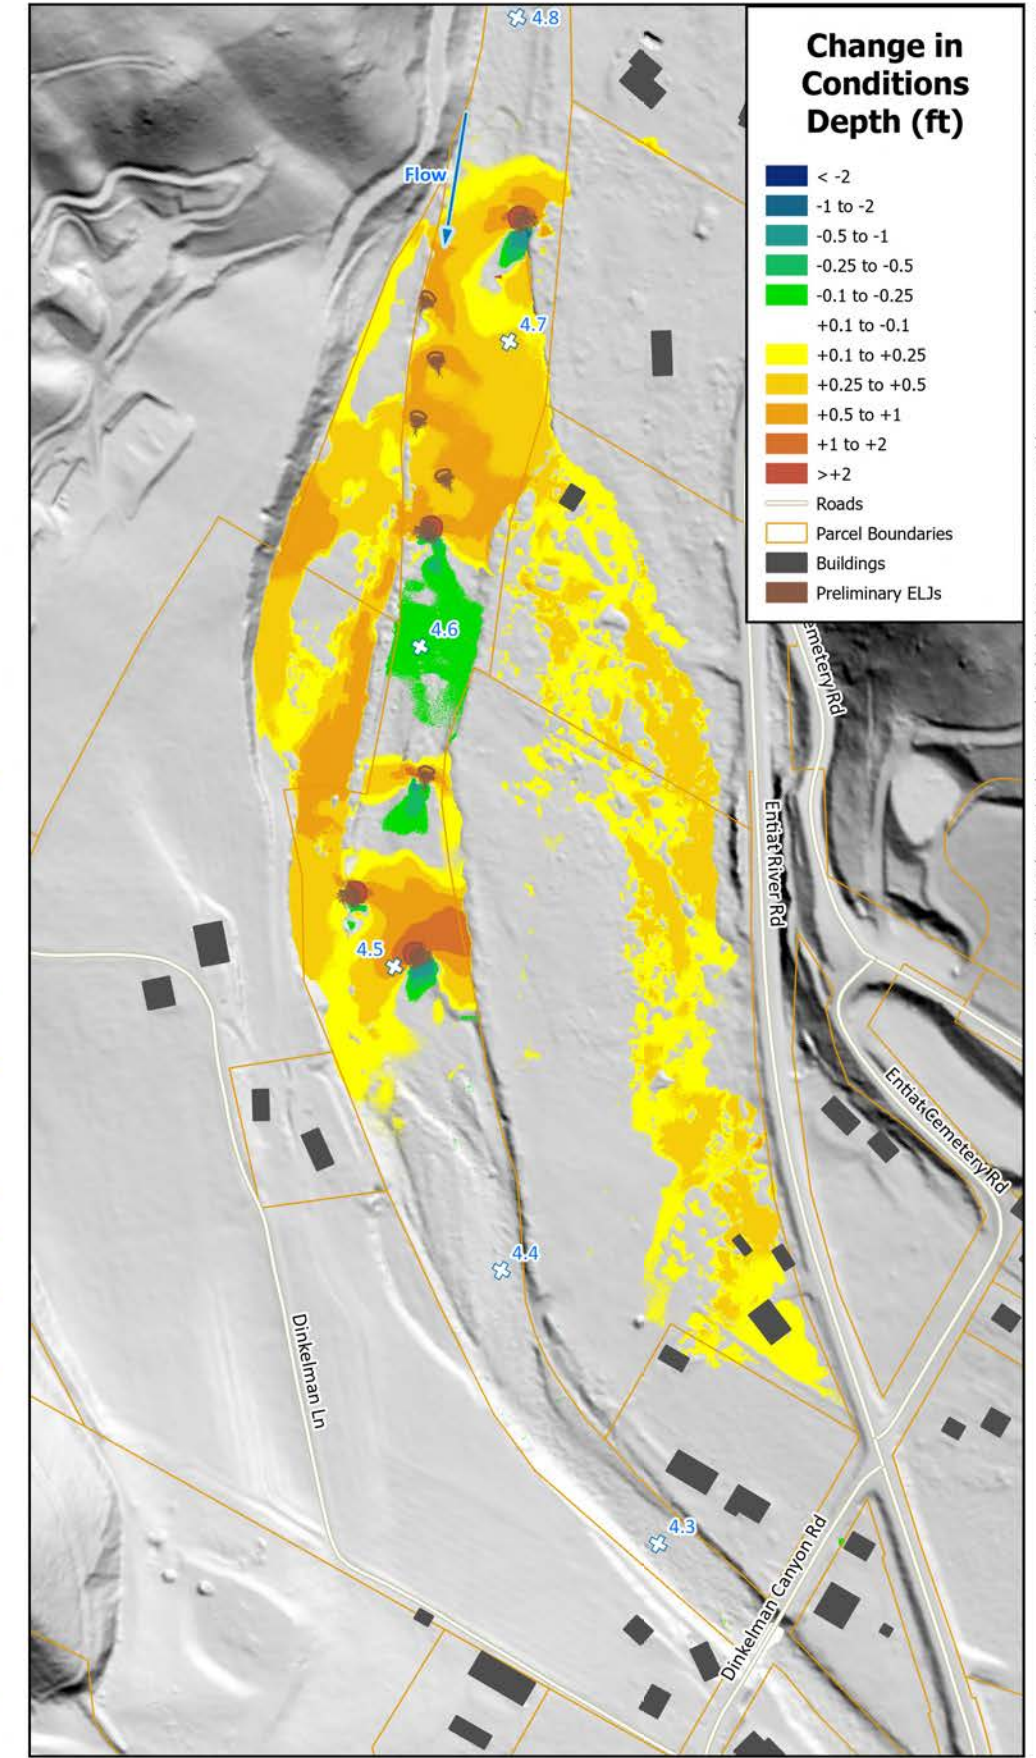 4.8
Change in
Conditions
Depth (ft)
Flow
< -2
-1 to -2
-0.5 to -1
-0.25 to -0.5
-0.1 to -0.25
+0.1 to -0.1
+0.1 to +0.25
+0.25 to +0.5
+0.5 to +1
+1 to +2
>+2
Roads
Parcel Boundaries
Buildings
Preliminary ELJs
4.7
4.6
emetery Rd
Entiat River Rd
4.5
Entiat Cemetery Rd
4.4
Dinkelman Ln
4.3
Dinkelman Canyon Rd